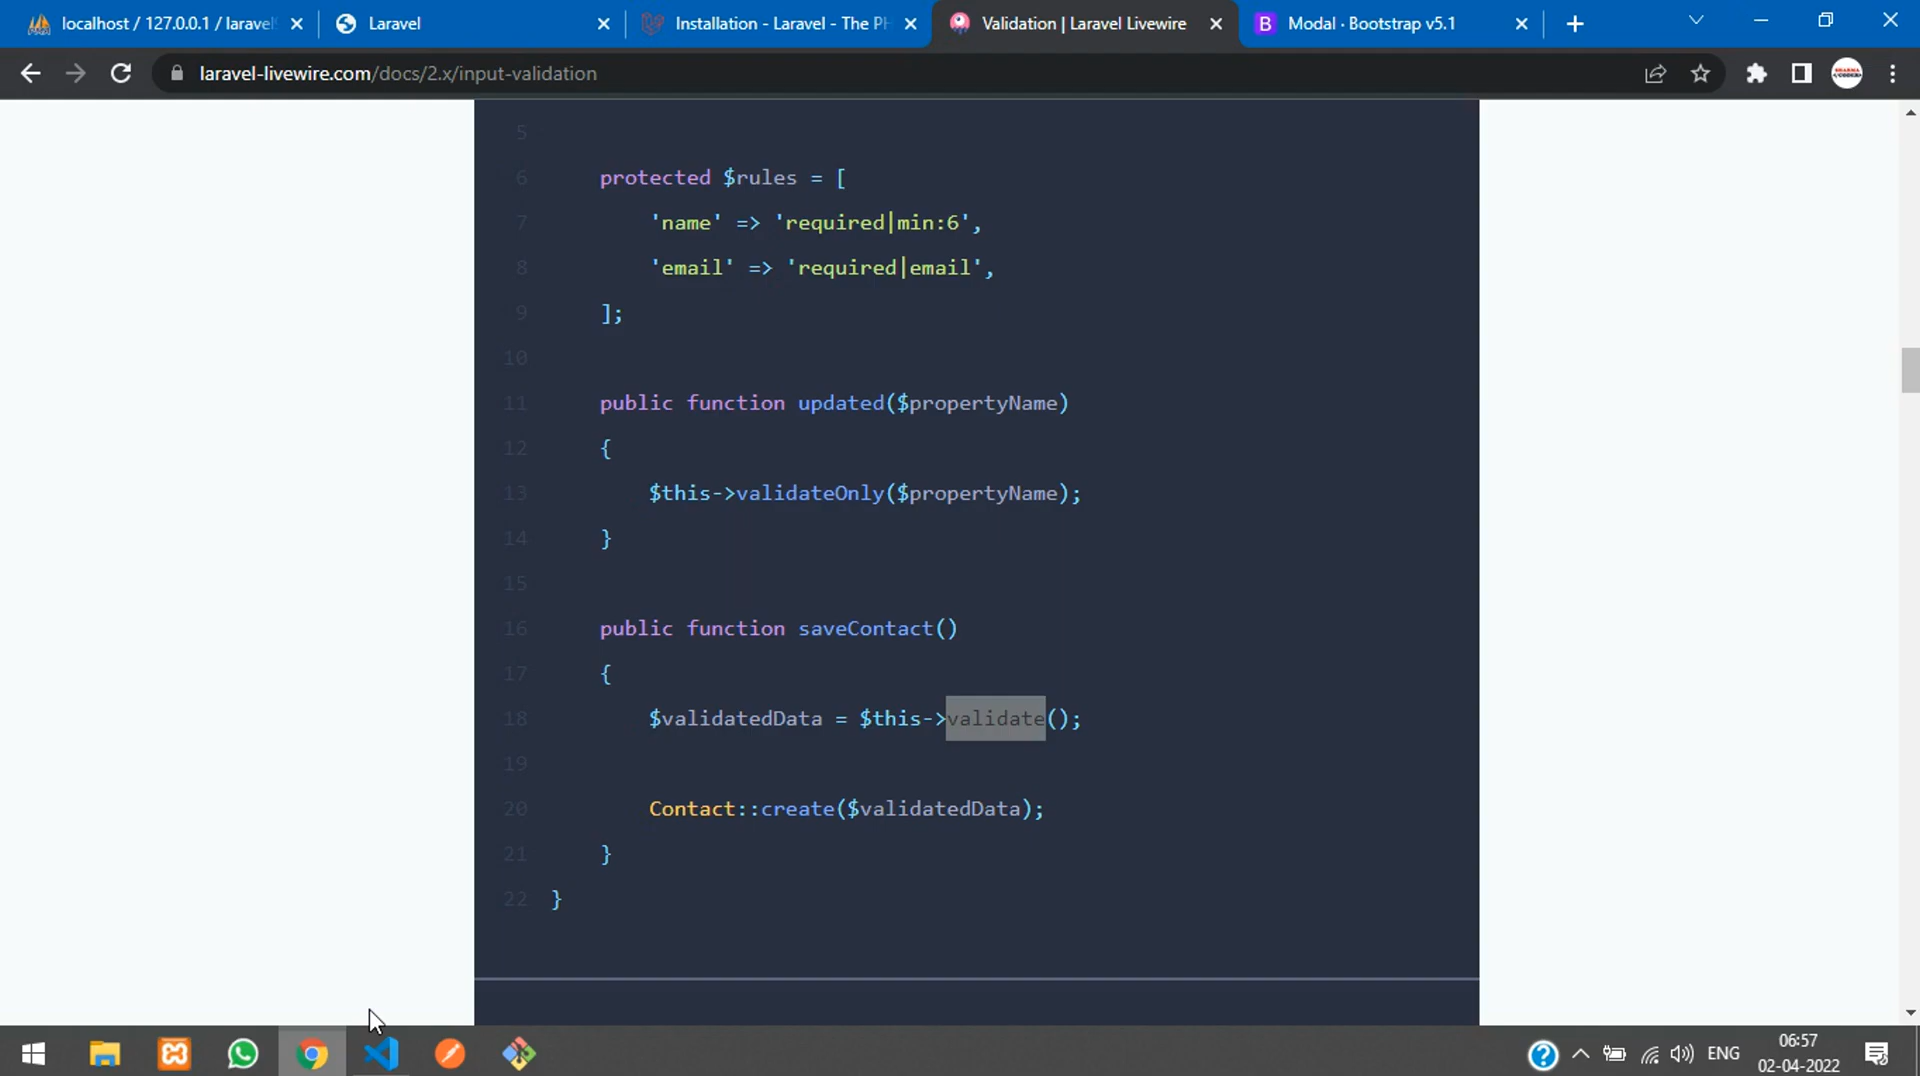 localhost / 127.0.0.1 / laravel
Laravel
Installation - Laravel - The PH
Validation | Laravel Livewire
Modal · Bootstrap v5.1
laravel-livewire.com/docs/2.x/input-validation
5
6 protected $rules = [
7 'name' => 'required|min:6',
8 'email' => 'required|email',
9 ];
10
11 public function updated($propertyName)
12 {
13 $this->validateOnly($propertyName);
14 }
15
16 public function saveContact()
17 {
18 $validatedData = $this->validate();
19
20 Contact::create($validatedData);
21 }
22 }
ENG
06:57
02-04-2022